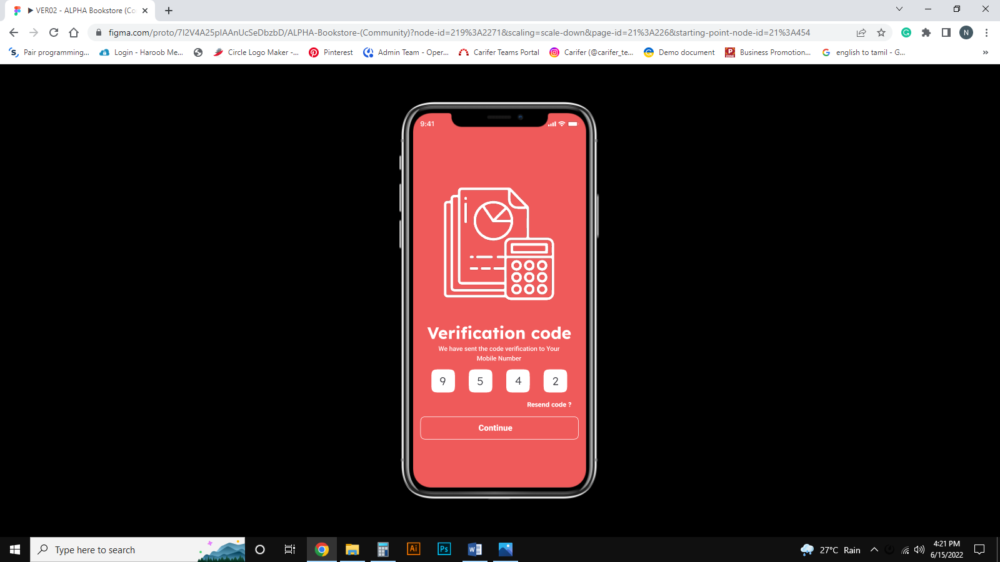 VER02 - ALPHA Bookstore (Co
figma.com/proto/7I2V4A25pIAAnUcSeDbzbD/ALPHA-Bookstore-(Community)?node-id=219%3A2271&scaling=scale-down&page-id=21%3A226&starting-point-node-id=21%3A454
N
Pair programming...
Login - Haroob Me...
Circle Logo Maker -...
Pinterest
Admin Team - Oper...
Carifer Teams Portal
Carifer (@carifer_te...
Demo document
Business Promotion...
english to tamil - G...
»
9:41
Verification code
We have sent the code verification to Your
Mobile Number
9 5 4 2
Resend code ?
Continue
Type here to search
Ai
Ps
27°C Rain
4:21 PM
6/15/2022